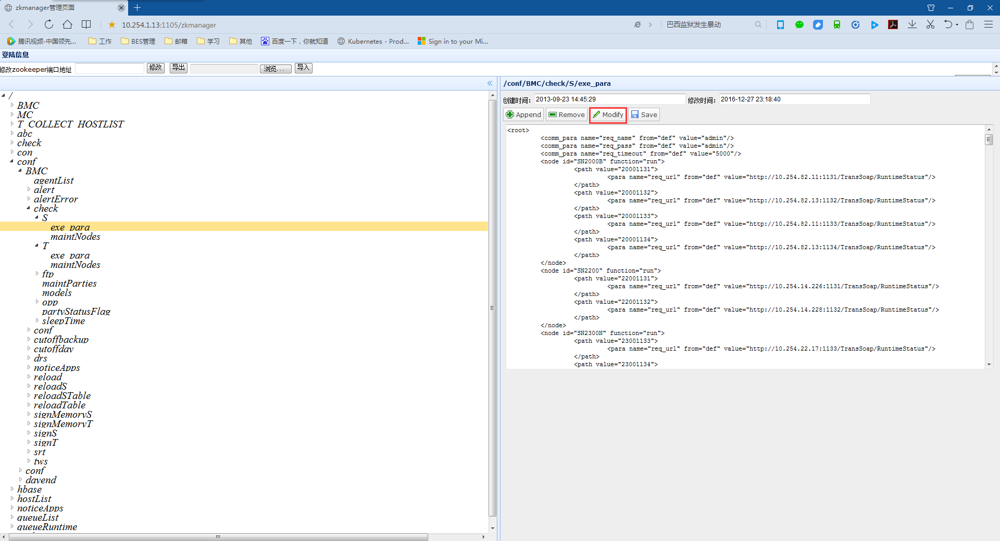 zkmanager管理页面
10.254.1.13:1105/zkmanager
巴西监狱发生暴动
腾讯视频-中国领先...
工作
BES管理
邮箱
学习
其他
百度一下，你就知道
Kubernetes - Prod...
Sign in to your Mi...
登陆信息
修改zookeeper端口地址
修改
导出
浏览...
导入
/
BMC
MC
T_COLLECT_HOSTLIST
abc
check
con
conf
BMC
agentList
alert
alertError
check
S
exe_para
maintNodes
T
exe_para
maintNodes
ftp
maintParties
models
opp
partyStatusFlag
sleepTime
conf
cutoffbackup
cutoffday
drs
noticeApps
reload
reloadS
reloadSTable
reloadTable
signMemoryS
signMemoryT
signS
signT
srt
tws
conf
dayend
hbase
hostList
noticeApps
queueList
queueRuntime
/conf/BMC/check/S/exe_para
创建时间: 2013-09-23 14:45:29 修改时间: 2016-12-27 23:18:40
Append Remove Modify Save
<root>
<comm_para name="req_name" from="def" value="admin"/>
<comm_para name="req_pass" from="def" value="admin"/>
<comm_para name="req_timeout" from="def" value="5000"/>
<node id="SN2000B" function="run">
<path value="20001131">
<para name="req_url" from="def" value="http://10.254.82.11:1131/TransSoap/RuntimeStatus"/>
</path>
<path value="20001132">
<para name="req_url" from="def" value="http://10.254.82.13:1132/TransSoap/RuntimeStatus"/>
</path>
<path value="20001133">
<para name="req_url" from="def" value="http://10.254.82.11:1133/TransSoap/RuntimeStatus"/>
</path>
<path value="20001134">
<para name="req_url" from="def" value="http://10.254.82.13:1134/TransSoap/RuntimeStatus"/>
</path>
</node>
<node id="SN2200" function="run">
<path value="22001131">
<para name="req_url" from="def" value="http://10.254.14.226:1131/TransSoap/RuntimeStatus"/>
</path>
<path value="22001132">
<para name="req_url" from="def" value="http://10.254.14.228:1132/TransSoap/RuntimeStatus"/>
</path>
</node>
<node id="SN2300N" function="run">
<path value="23001133">
<para name="req_url" from="def" value="http://10.254.22.17:1133/TransSoap/RuntimeStatus"/>
</path>
<path value="23001134">